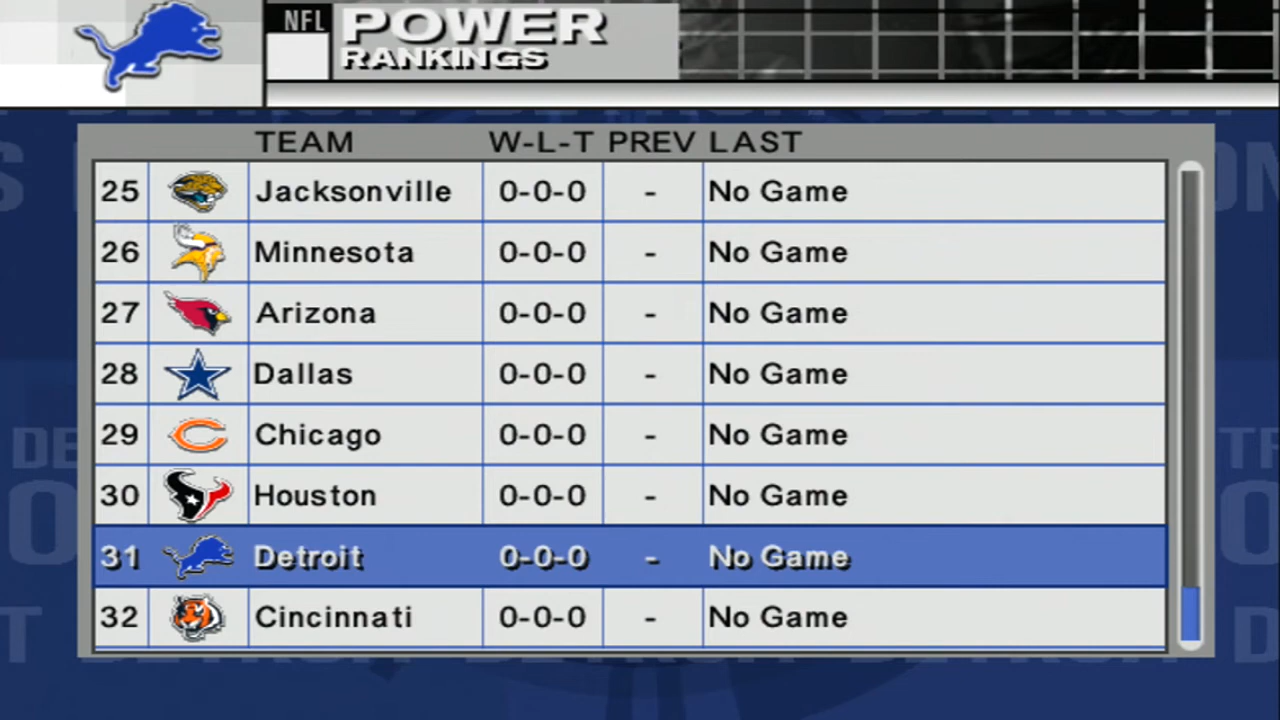 NFL POWER
RANKINGS
TEAM W-L-T PREV LAST
25 Jacksonville 0-0-0 - No Game
26 Minnesota 0-0-0 - No Game
27 Arizona 0-0-0 - No Game
28 Dallas 0-0-0 - No Game
29 Chicago 0-0-0 - No Game
30 Houston 0-0-0 - No Game
31 Detroit 0-0-0 - No Game
32 Cincinnati 0-0-0 - No Game